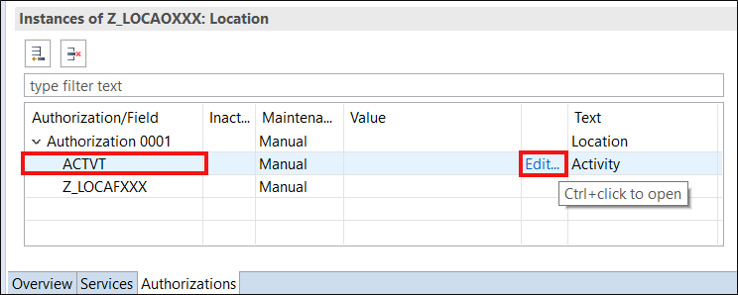 Instances of Z_LOCAOXXX: Location
type filter text
Authorization/Field Inact... Maintena... Value Text
Authorization 0001 Manual Location
ACTVT Manual Edit... Activity
Z_LOCAFXXX Manual
Ctrl+click to open
Overview Services Authorizations